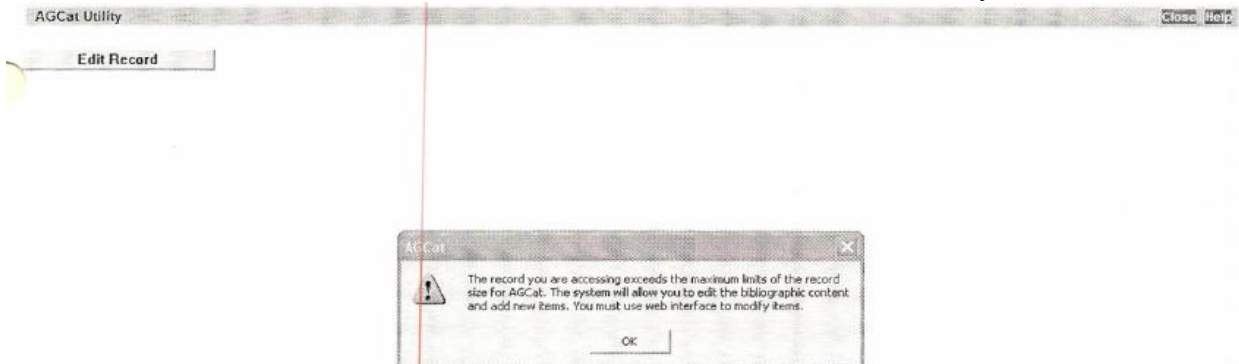 AGCat Utility
Close Help
Edit Record
AGCat
The record you are accessing exceeds the maximum limits of the record
size for AGCat. The system will allow you to edit the bibliographic content
and add new items. You must use web interface to modify items.
OK